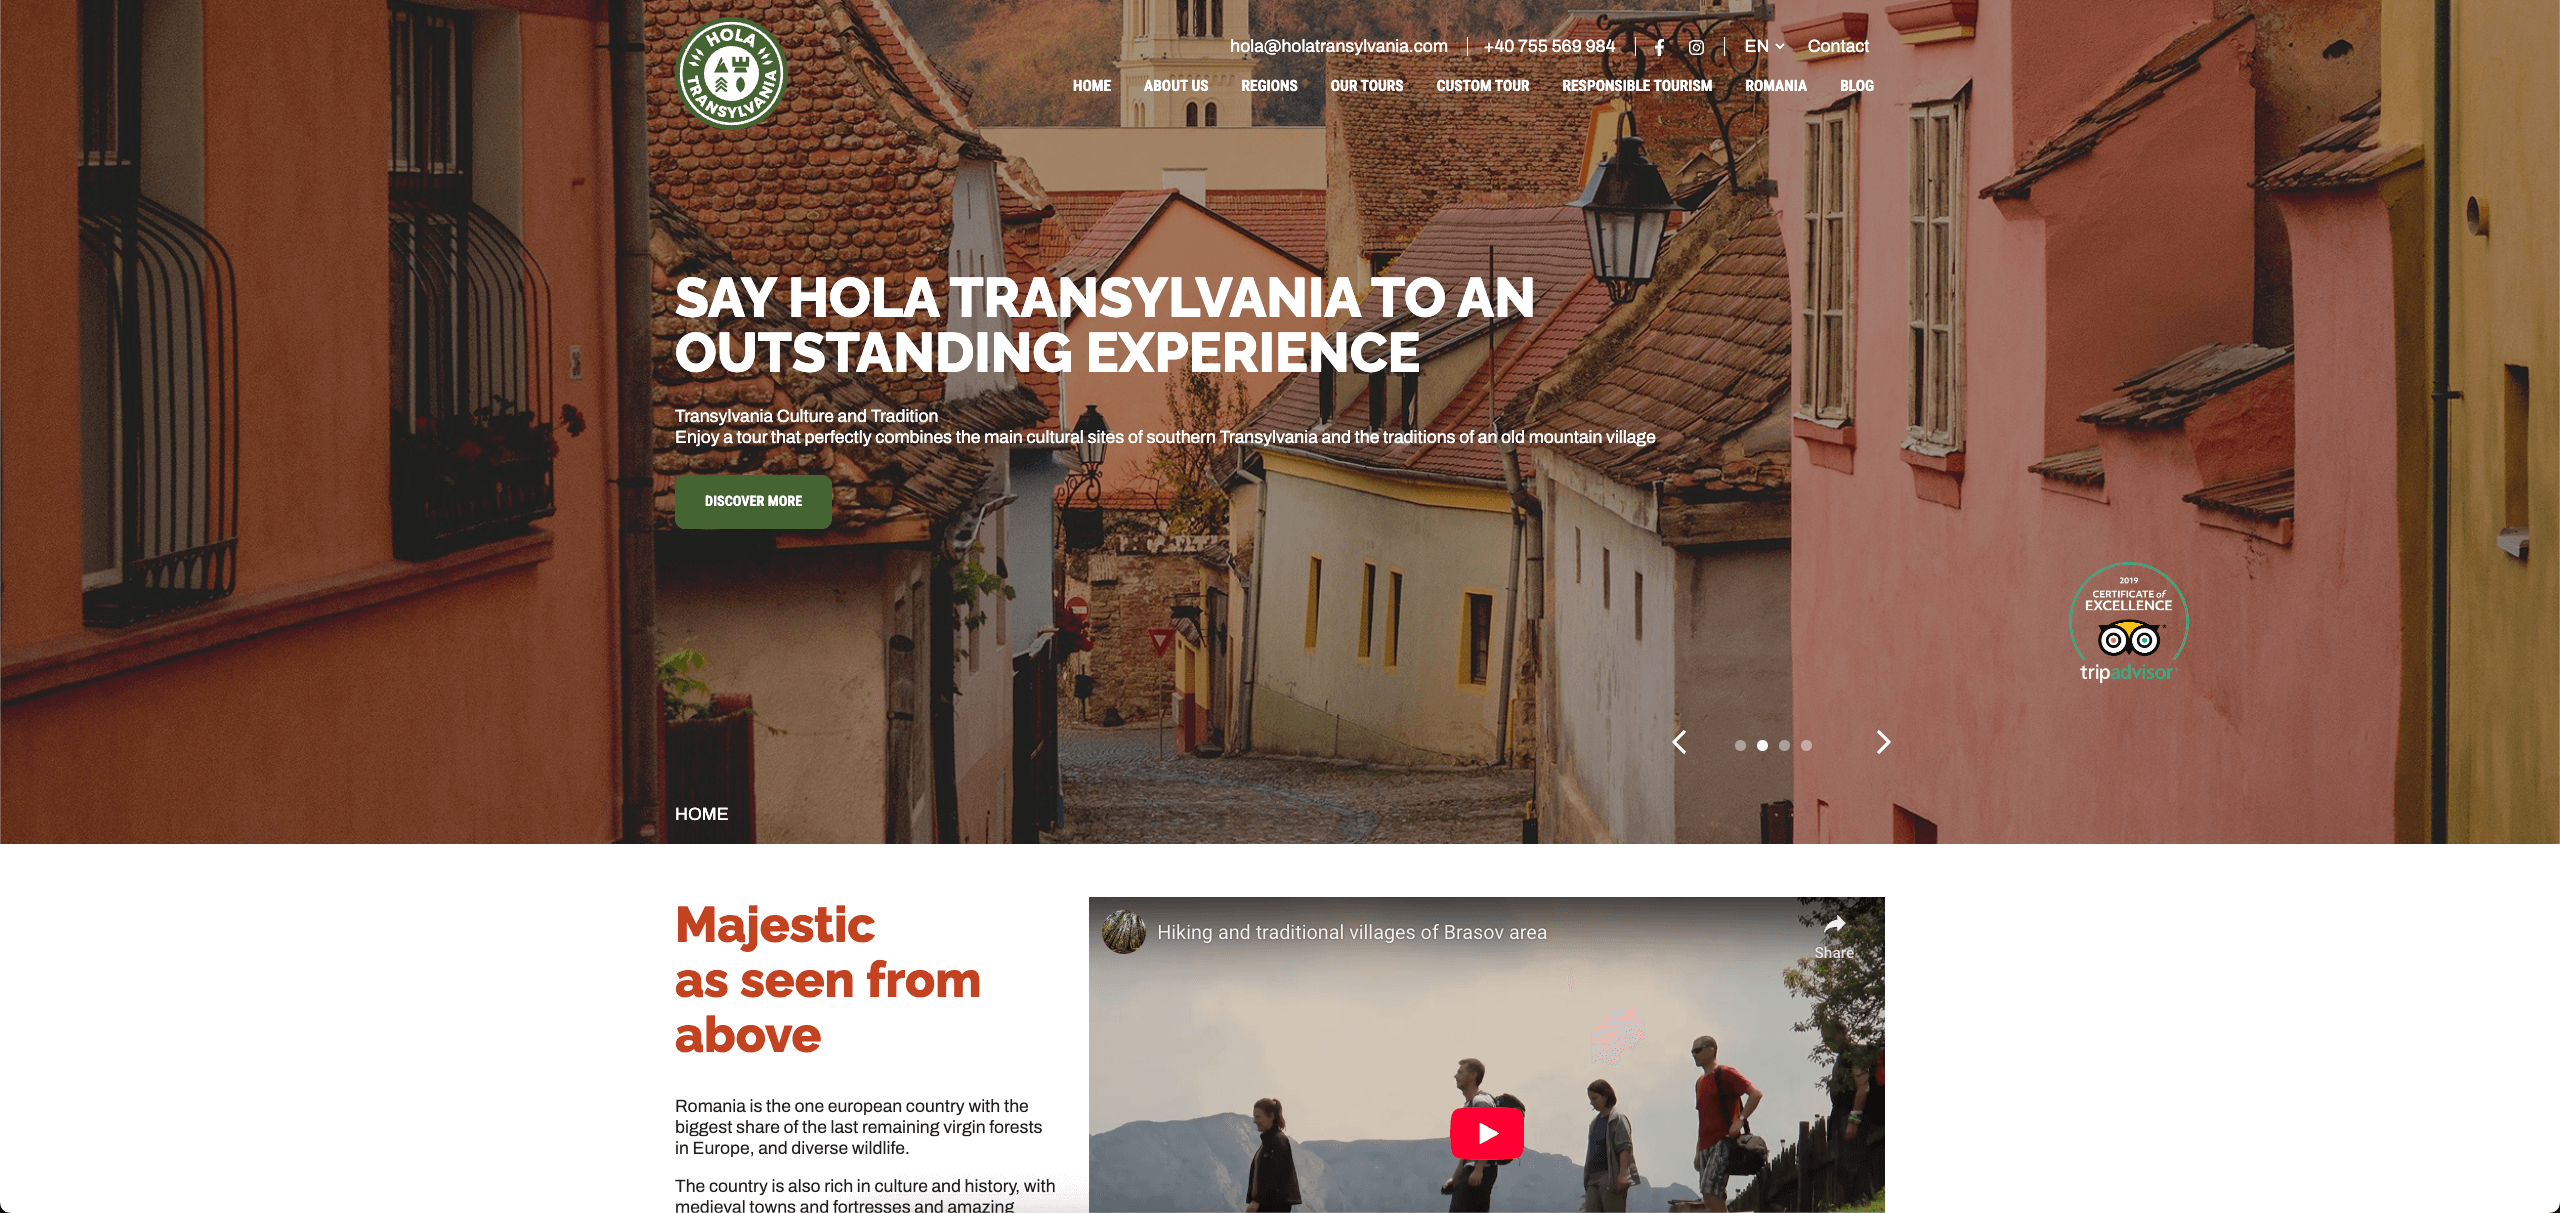 HOLA
TRANSYLVANIA
hola@holatransylvania.com
+40 755 569 984
EN
Contact
HOME
ABOUT US
REGIONS
OUR TOURS
CUSTOM TOUR
RESPONSIBLE TOURISM
ROMANIA
BLOG
SAY HOLA TRANSYLVANIA TO AN
OUTSTANDING EXPERIENCE
Transylvania Culture and Tradition
Enjoy a tour that perfectly combines the main cultural sites of southern Transylvania and the traditions of an old mountain village
DISCOVER MORE
2019
CERTIFICATE of
EXCELLENCE
tripadvisor
HOME
Majestic
as seen from
above
Romania is the one european country with the
biggest share of the last remaining virgin forests
in Europe, and diverse wildlife.
The country is also rich in culture and history, with
medieval towns and fortresses and amazing
Hiking and traditional villages of Brasov area
Share